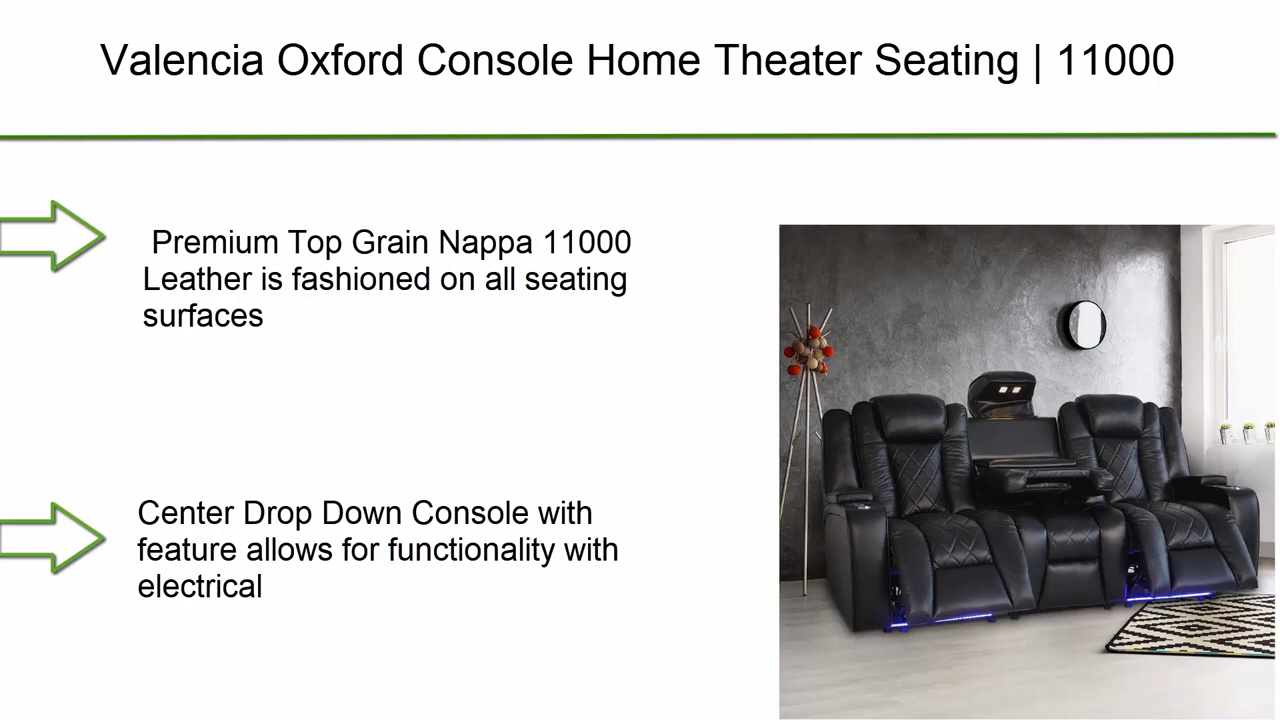 Valencia Oxford Console Home Theater Seating | 11000
Premium Top Grain Nappa 11000
Leather is fashioned on all seating
surfaces
Center Drop Down Console with
feature allows for functionality with
electrical